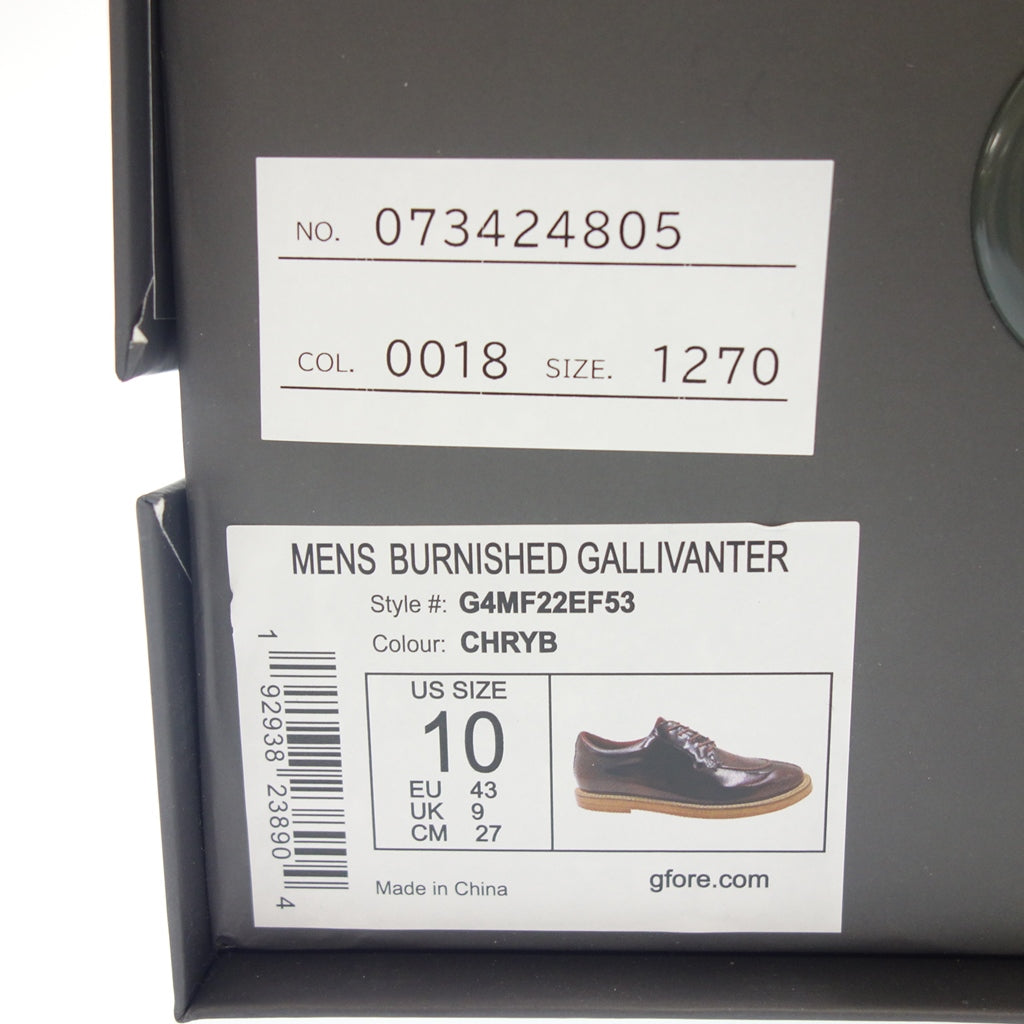 NO. 073424805
COL. 0018 SIZE. 1270
MENS BURNISHED GALLIVANTER
Style #: G4MF22EF53
Colour: CHRYB
US SIZE
10
EU 43
UK 9
CM 27
1 92938 23890 4
Made in China
gfore.com